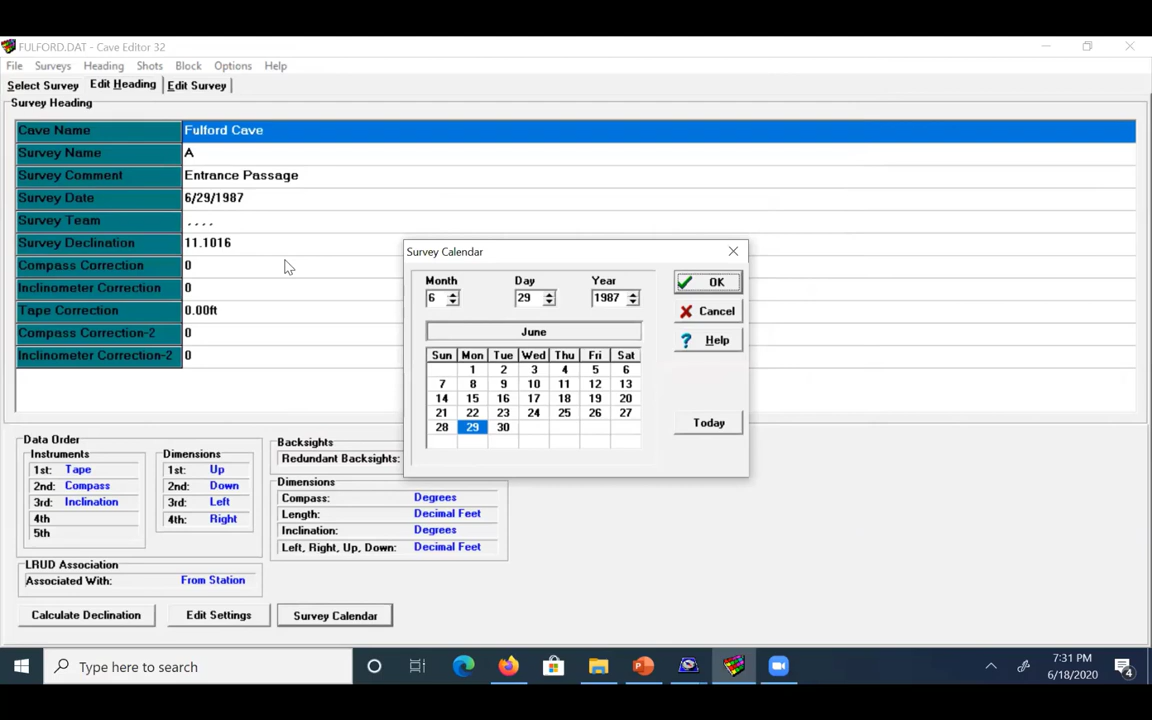 FULFORD.DAT - Cave Editor 32
File Surveys Heading Shots Block Options Help
Select Survey Edit Heading Edit Survey
Survey Heading
Cave Name Fulford Cave
Survey Name A
Survey Comment Entrance Passage
Survey Date 6/29/1987
Survey Team , , , ,
Survey Declination 11.1016
Compass Correction 0
Inclinometer Correction 0
Tape Correction 0.00ft
Compass Correction-2 0
Inclinometer Correction-2 0
Survey Calendar
Month Day Year
6 29 1987
June
Sun Mon Tue Wed Thu Fri Sat
1 2 3 4 5 6
7 8 9 10 11 12 13
14 15 16 17 18 19 20
21 22 23 24 25 26 27
28 29 30
OK
Cancel
? Help
Today
Data Order
Instruments
1st: Tape
2nd: Compass
3rd: Inclination
4th
5th
Dimensions
1st: Up
2nd: Down
3rd: Left
4th: Right
Backsights
Redundant Backsights:
Dimensions
Compass: Degrees
Length: Decimal Feet
Inclination: Degrees
Left, Right, Up, Down: Decimal Feet
LRUD Association
Associated With: From Station
Calculate Declination Edit Settings Survey Calendar
Type here to search
7:31 PM
6/18/2020
4